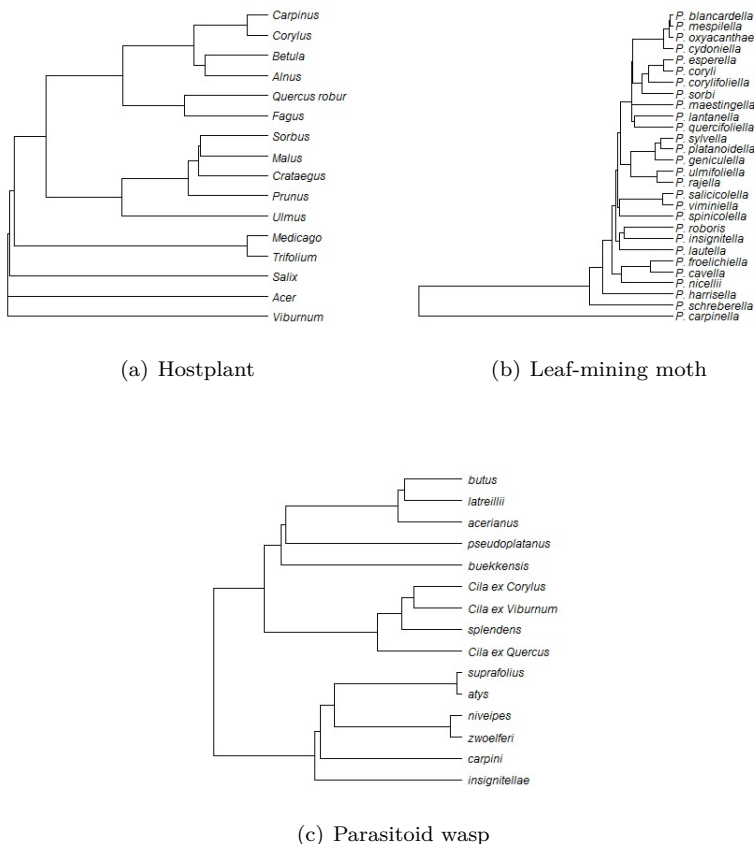 Carpinus
Corylus
Betula
Alnus
Quercus robur
Fagus
Sorbus
Malus
Crataegus
Prunus
Ulmus
Medicago
Trifolium
Salix
Acer
Viburnum
(a) Hostplant
P. blancardella
P. mespilella
P. oxyacanthae
P. cydoniella
P. esperella
P. coryli
P. corylifoliella
P. sorbi
P. maestingella
P. lantanella
P. quercifoliella
P. sylvella
P. platanoidella
P. geniculella
P. ulmifoliella
P. rajella
P. salicicolella
P. viminiella
P. spinicolella
P. roboris
P. insignitella
P. lautella
P. froelichiella
P. cavella
P. nicellii
P. harrisella
P. schreberella
P. carpinella
(b) Leaf-mining moth
butus
latreillii
acerianus
pseudoplatanus
buekkensis
Cila ex Corylus
Cila ex Viburnum
splendens
Cila ex Quercus
suprafolius
atys
niveipes
zwoelferi
carpini
insignitellae
(c) Parasitoid wasp